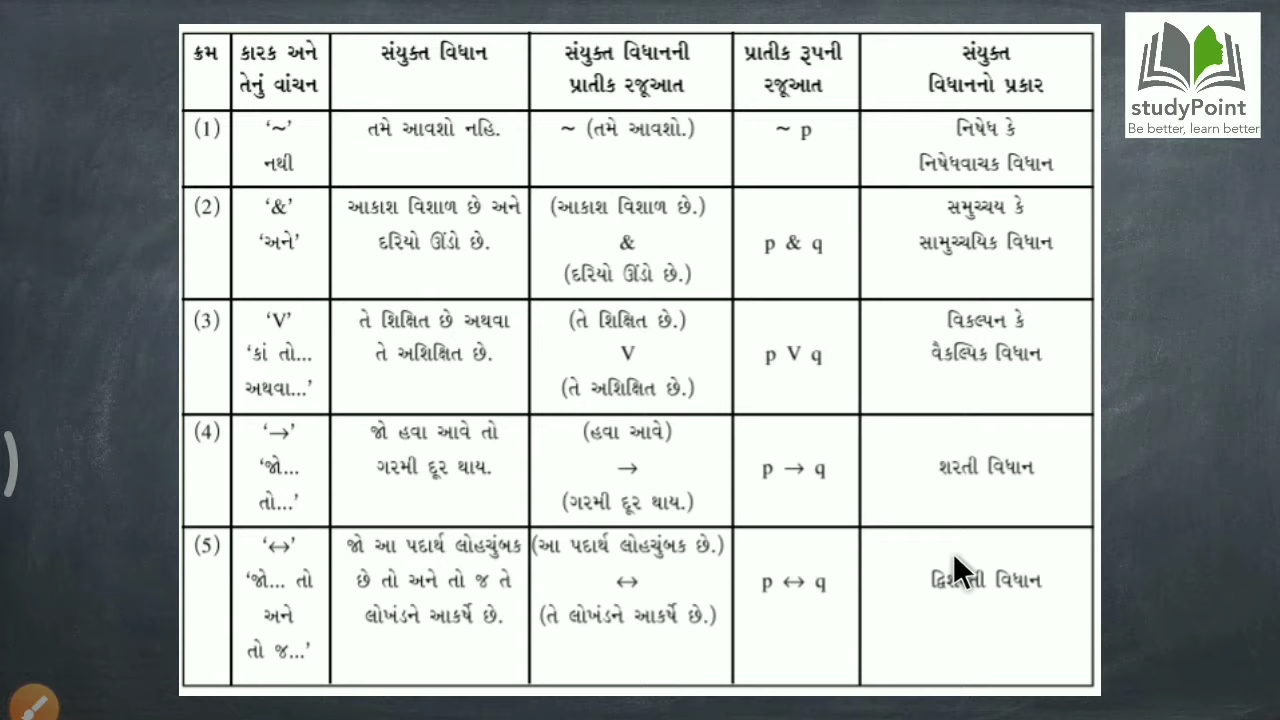 ક્રમ
કારક અને
તેનું વાંચન
સંયુક્ત વિધાન
સંયુક્ત વિધાનની
પ્રાતીક રજૂઆત
પ્રાતીક રૂપની
રજૂઆત
સંયુક્ત
વિધાનનો પ્રકાર
(1)
‘~’
નથી
તમે આવશો નહિ.
~ (તમે આવશો.)
~ p
નિષેધ કે
નિષેધવાચક વિધાન
(2)
‘&’
‘અને’
આકાશ વિશાળ છે અને
દરિયો ઊંડો છે.
(આકાશ વિશાળ છે.)
&
(દરિયો ઊંડો છે.)
p & q
સમુચ્ચય કે
સામુચ્ચયિક વિધાન
(3)
‘V’
‘કાં તો...
અથવા...’
તે શિક્ષિત છે અથવા
તે અશિક્ષિત છે.
(તે શિક્ષિત છે.)
V
(તે અશિક્ષિત છે.)
p V q
વિકલ્પન કે
વૈકલ્પિક વિધાન
(4)
‘→’
‘જો...
તો...’
જો હવા આવે તો
ગરમી દૂર થાય.
(હવા આવે)
→
(ગરમી દૂર થાય.)
p → q
શરતી વિધાન
(5)
‘↔’
‘જો... તો
અને
તો જ...’
જો આ પદાર્થ લોહચુંબક
છે તો અને તો જ તે
લોખંડને આકર્ષે છે.
(આ પદાર્થ લોહચુંબક છે.)
↔
(તે લોખંડને આકર્ષે છે.)
p ↔ q
વિધાન
studyPoint
Be better, learn better